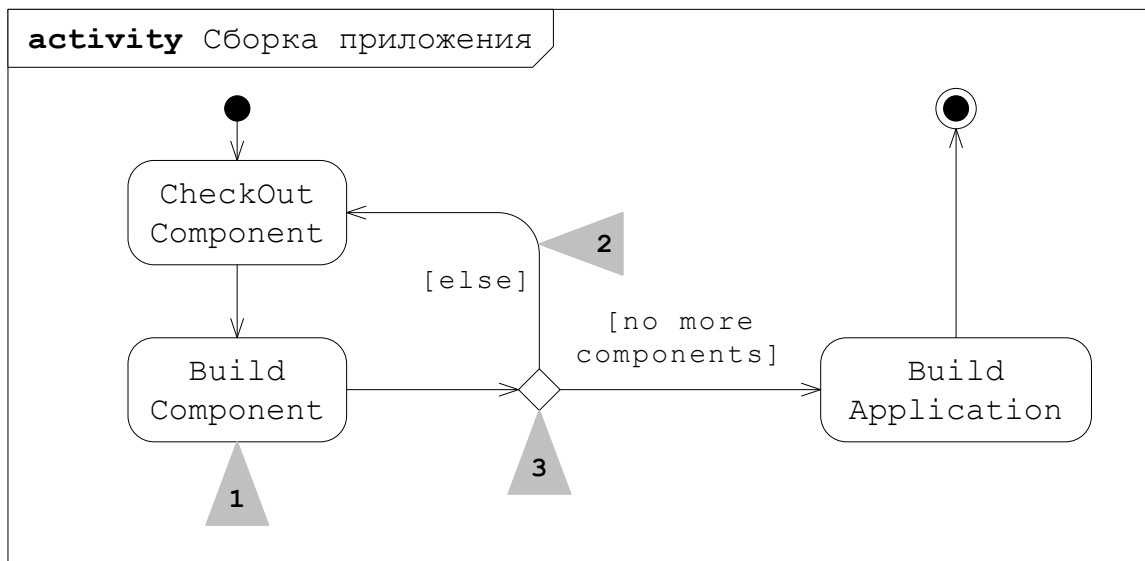 activity Сборка приложения
CheckOut
Component
2
[else]
[no more
components]
Build
Component
Build
Application
3
1